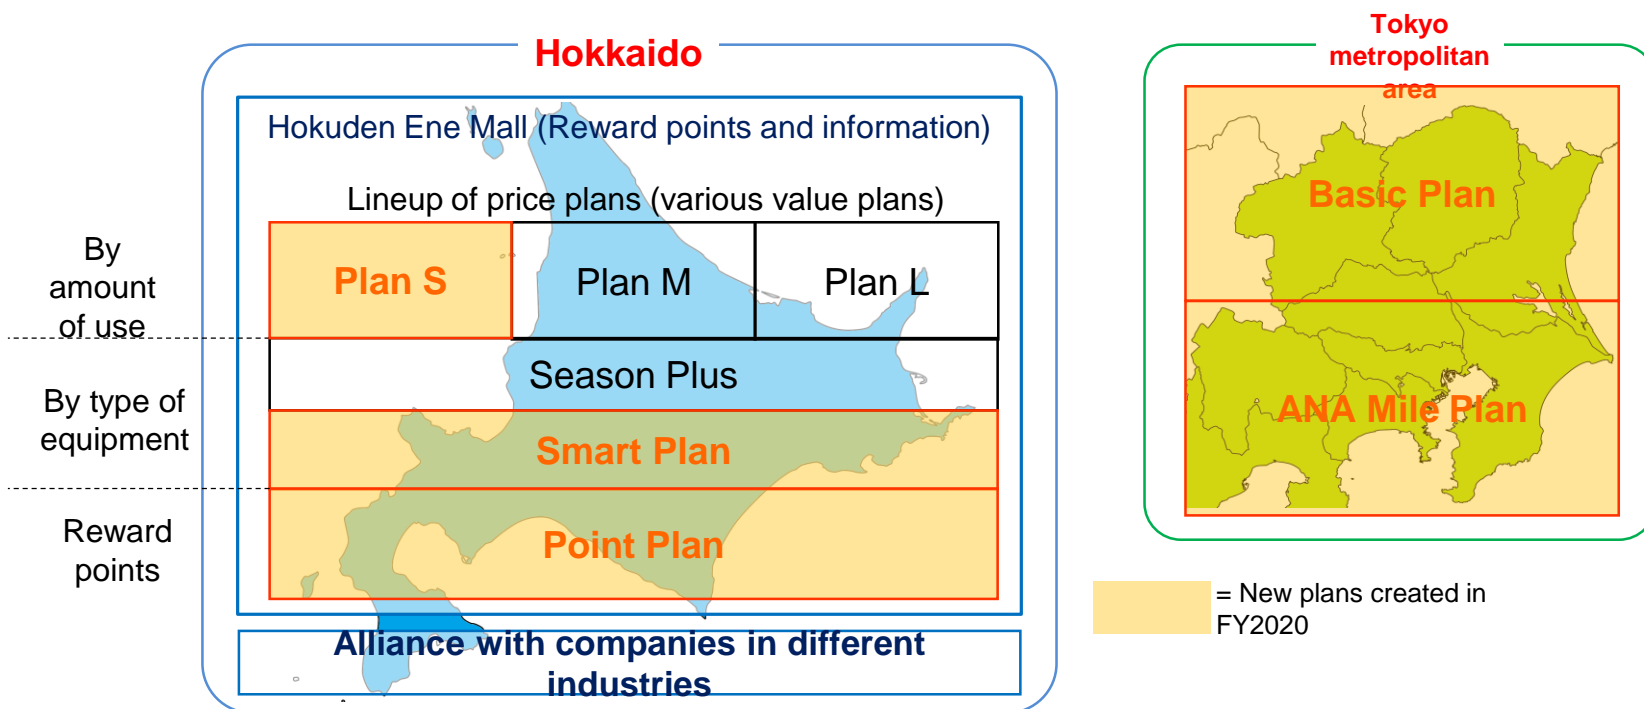 Hokkaido
Hokuden Ene Mall (Reward points and information)
Lineup of price plans (various value plans)
By
amount
of use
Plan S
Plan M
Plan L
By type of
equipment
Season Plus
Smart Plan
Reward
points
Point Plan
Alliance with companies in different
industries
Tokyo
metropolitan
area
Basic Plan
ANA Mile Plan
= New plans created in
FY2020